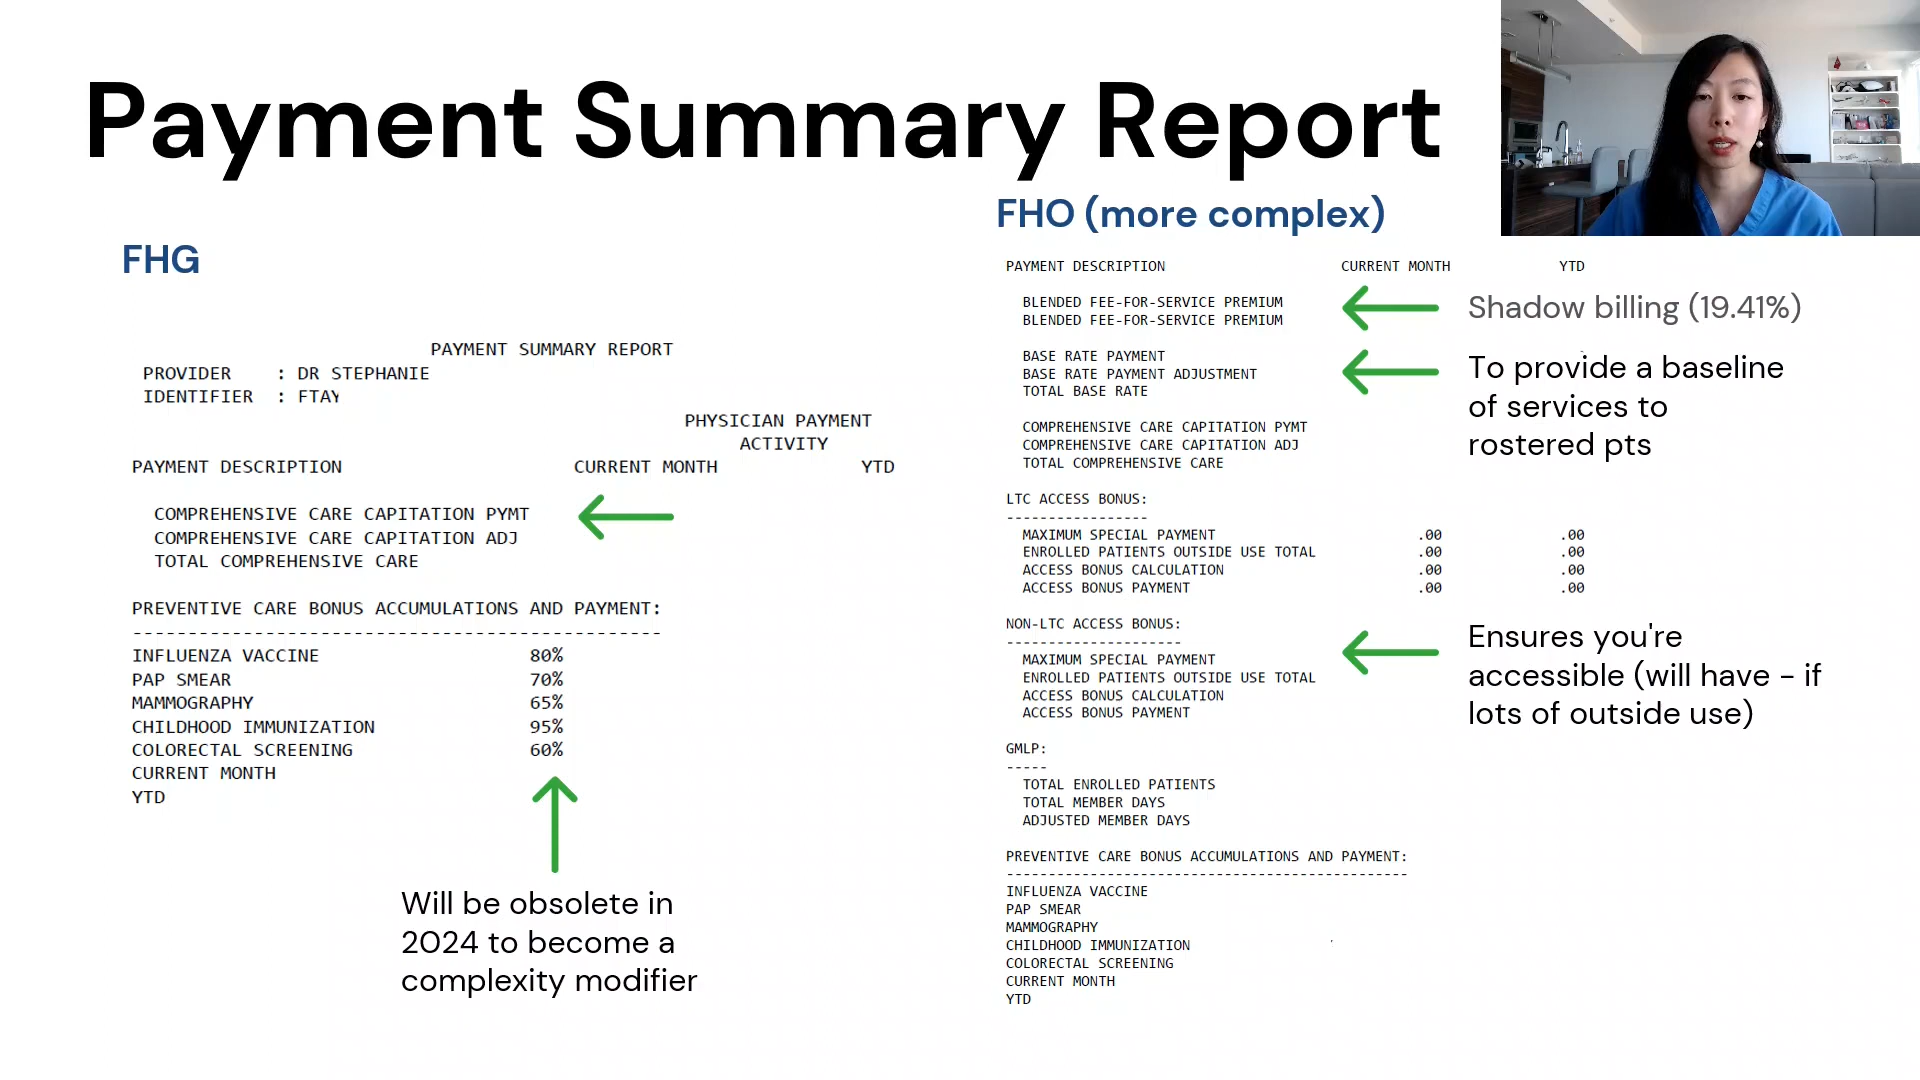 Payment Summary Report
FHG
PAYMENT SUMMARY REPORT
PROVIDER : DR STEPHANIE
IDENTIFIER : FTAY
PHYSICIAN PAYMENT
ACTIVITY
PAYMENT DESCRIPTION CURRENT MONTH YTD
COMPREHENSIVE CARE CAPITATION PYMT
COMPREHENSIVE CARE CAPITATION ADJ
TOTAL COMPREHENSIVE CARE
PREVENTIVE CARE BONUS ACCUMULATIONS AND PAYMENT:
------------------------------------------------
INFLUENZA VACCINE 80%
PAP SMEAR 70%
MAMMOGRAPHY 65%
CHILDHOOD IMMUNIZATION 95%
COLORECTAL SCREENING 60%
CURRENT MONTH
YTD
Will be obsolete in
2024 to become a
complexity modifier
FHO (more complex)
PAYMENT DESCRIPTION CURRENT MONTH YTD
BLENDED FEE-FOR-SERVICE PREMIUM
BLENDED FEE-FOR-SERVICE PREMIUM
Shadow billing (19.41%)
BASE RATE PAYMENT
BASE RATE PAYMENT ADJUSTMENT
TOTAL BASE RATE
To provide a baseline
of services to
rostered pts
COMPREHENSIVE CARE CAPITATION PYMT
COMPREHENSIVE CARE CAPITATION ADJ
TOTAL COMPREHENSIVE CARE
LTC ACCESS BONUS:
-----------------
MAXIMUM SPECIAL PAYMENT .00 .00
ENROLLED PATIENTS OUTSIDE USE TOTAL .00 .00
ACCESS BONUS CALCULATION .00 .00
ACCESS BONUS PAYMENT .00 .00
NON-LTC ACCESS BONUS:
---------------------
MAXIMUM SPECIAL PAYMENT
ENROLLED PATIENTS OUTSIDE USE TOTAL
ACCESS BONUS CALCULATION
ACCESS BONUS PAYMENT
Ensures you're
accessible (will have - if
lots of outside use)
GMLP:
-----
TOTAL ENROLLED PATIENTS
TOTAL MEMBER DAYS
ADJUSTED MEMBER DAYS
PREVENTIVE CARE BONUS ACCUMULATIONS AND PAYMENT:
------------------------------------------------
INFLUENZA VACCINE
PAP SMEAR
MAMMOGRAPHY
CHILDHOOD IMMUNIZATION
COLORECTAL SCREENING
CURRENT MONTH
YTD